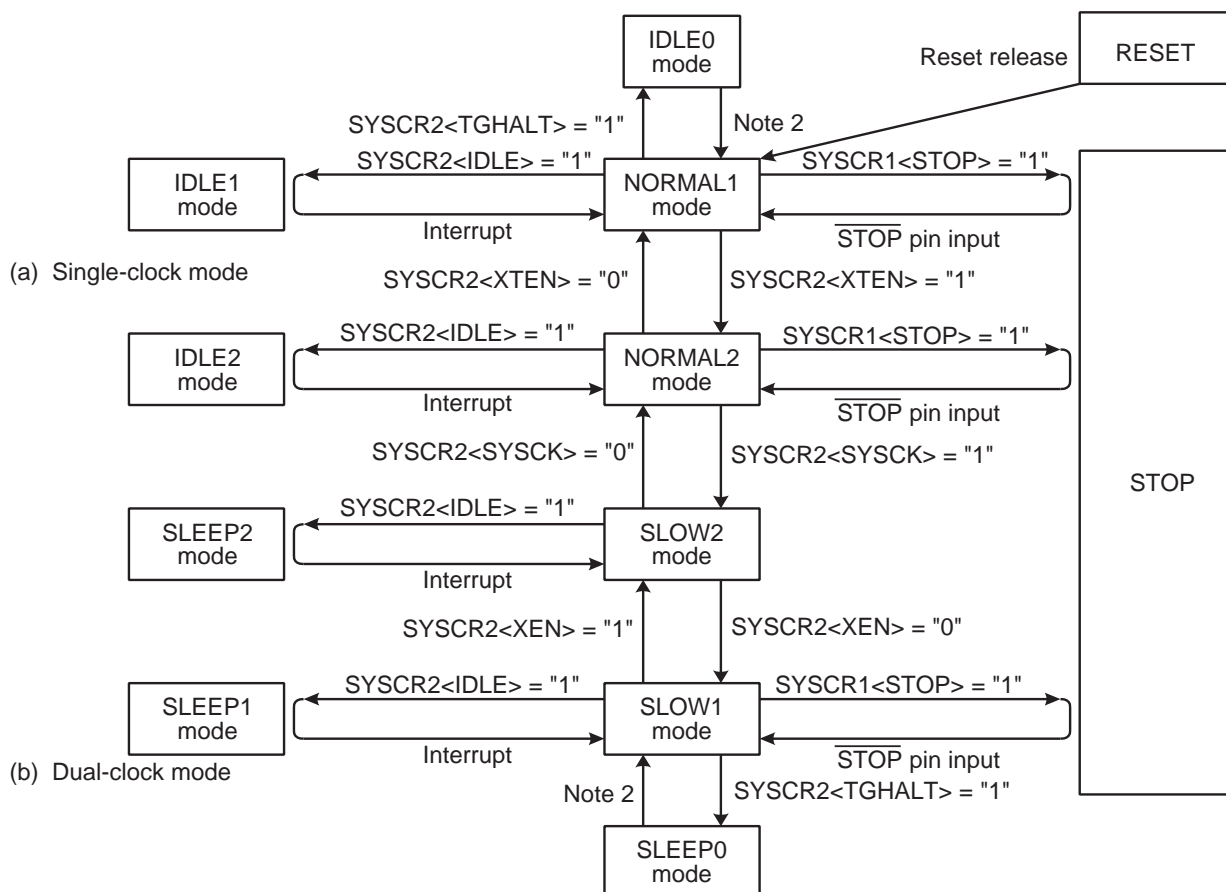 IDLE0
mode
Reset release
RESET
SYSCR2<TGHALT> = "1"
Note 2
SYSCR2<IDLE> = "1"
SYSCR1<STOP> = "1"
IDLE1
mode
NORMAL1
mode
Interrupt
STOP pin input
(a) Single-clock mode
SYSCR2<XTEN> = "0"
SYSCR2<XTEN> = "1"
SYSCR2<IDLE> = "1"
SYSCR1<STOP> = "1"
IDLE2
mode
NORMAL2
mode
Interrupt
STOP pin input
SYSCR2<SYSCK> = "0"
SYSCR2<SYSCK> = "1"
STOP
SYSCR2<IDLE> = "1"
SLEEP2
mode
SLOW2
mode
Interrupt
SYSCR2<XEN> = "1"
SYSCR2<XEN> = "0"
SYSCR2<IDLE> = "1"
SYSCR1<STOP> = "1"
SLEEP1
mode
SLOW1
mode
Interrupt
STOP pin input
(b) Dual-clock mode
Note 2
SYSCR2<TGHALT> = "1"
SLEEP0
mode